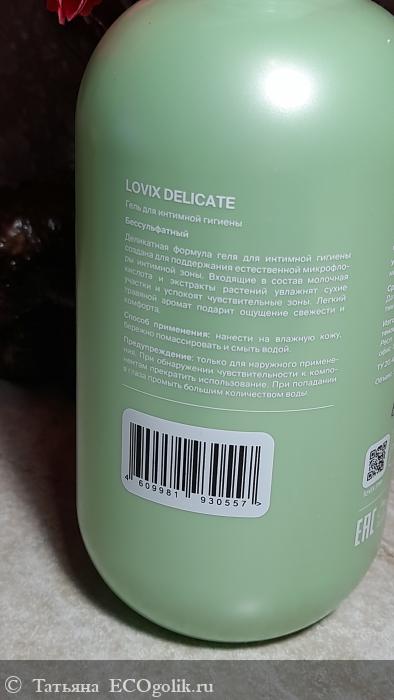 LOVIX DELICATE
Гель для интимной гигиены
Бессульфатный
Деликатная формула геля для интимной гигиены
создана для поддержания естественной микрофло-
ры интимной зоны. Входящие в состав молочная
кислота и экстракты растений увлажнят сухие
участки и успокоят чувствительные зоны. Легкий
травяной аромат подарит ощущение свежести и
комфорта.
Способ применения: нанести на влажную кожу,
бережно помассировать и смыть водой.
Предупреждение: только для наружного примене-
ния. При обнаружении чувствительности к компо-
нентам прекратить использование. При попадании
в глаза промыть большим количеством воды
4 609981 930557 >
EAC
© Татьяна ECOgolik.ru